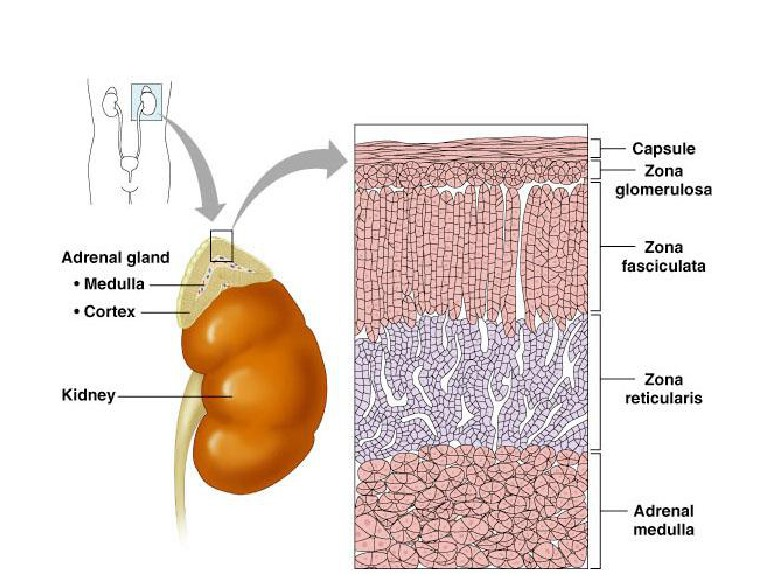 Adrenal gland
• Medulla
• Cortex
Kidney
Capsule
Zona
glomerulosa
Zona
fasciculata
Zona
reticularis
Adrenal
medulla